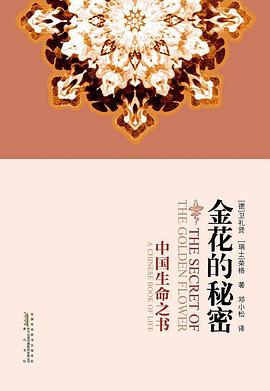 金花的秘密
THE SECRET OF
THE GOLDEN FLOWER
中国生命之书
A CHINESE BOOK OF LIFE
[德]卫礼贤 [瑞士]荣格 著
邓小松 译